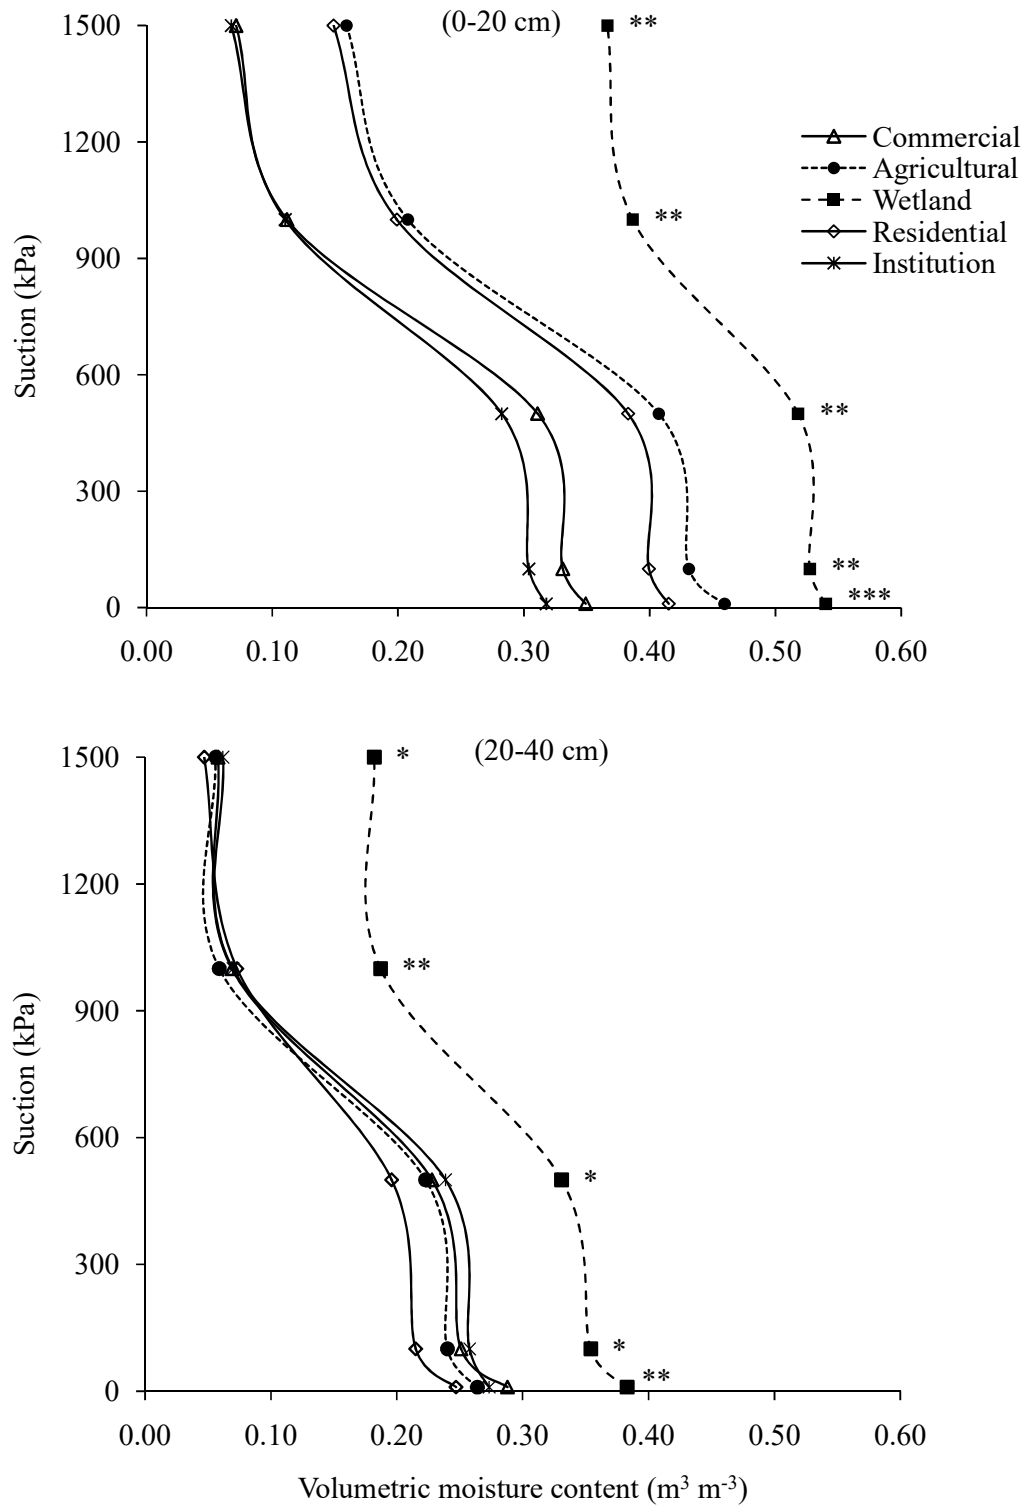 (0-20 cm)
1500
1200
900
600
300
0
Suction (kPa)
**
**
**
**
***
Commercial
Agricultural
Wetland
Residential
Institution
0.00 0.10 0.20 0.30 0.40 0.50 0.60
(20-40 cm)
1500
1200
900
600
300
0
Suction (kPa)
*
**
*
*
**
0.00 0.10 0.20 0.30 0.40 0.50 0.60
Volumetric moisture content (m³ m⁻³)